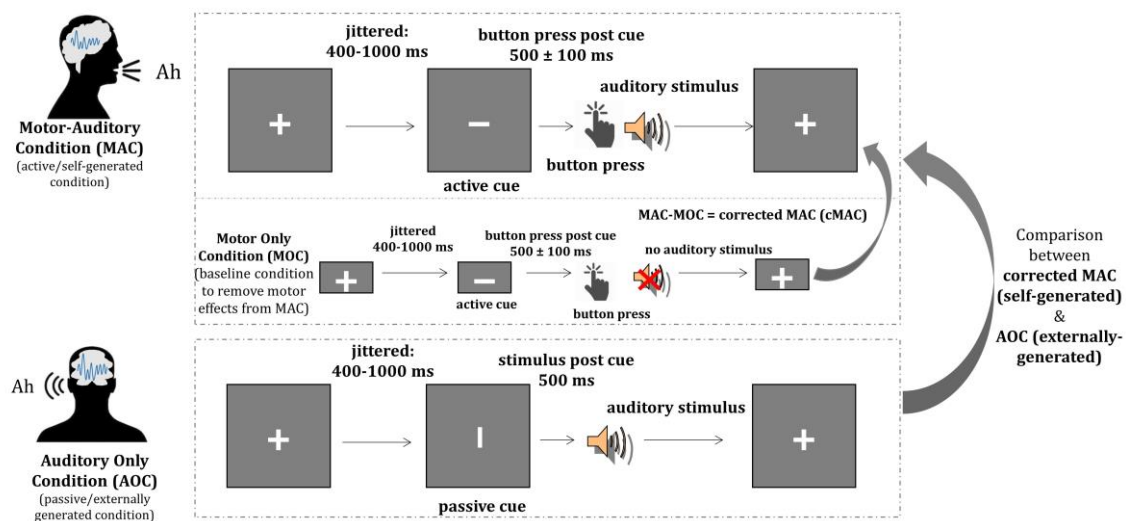 Ah
Motor-Auditory
Condition (MAC)
(active/self-generated
condition)
jittered:
400-1000 ms
button press post cue
500 ± 100 ms
auditory stimulus
button press
active cue
MAC-MOC = corrected MAC (cMAC)
Motor Only
Condition (MOC)
(baseline condition
to remove motor
effects from MAC)
jittered
400-1000 ms
button press post cue
500 ± 100 ms
no auditory stimulus
active cue
button press
Comparison
between
corrected MAC
(self-generated)
&
AOC (externally-
generated)
Ah
Auditory Only
Condition (AOC)
(passive/externally
generated condition)
jittered:
400-1000 ms
stimulus post cue
500 ms
auditory stimulus
passive cue